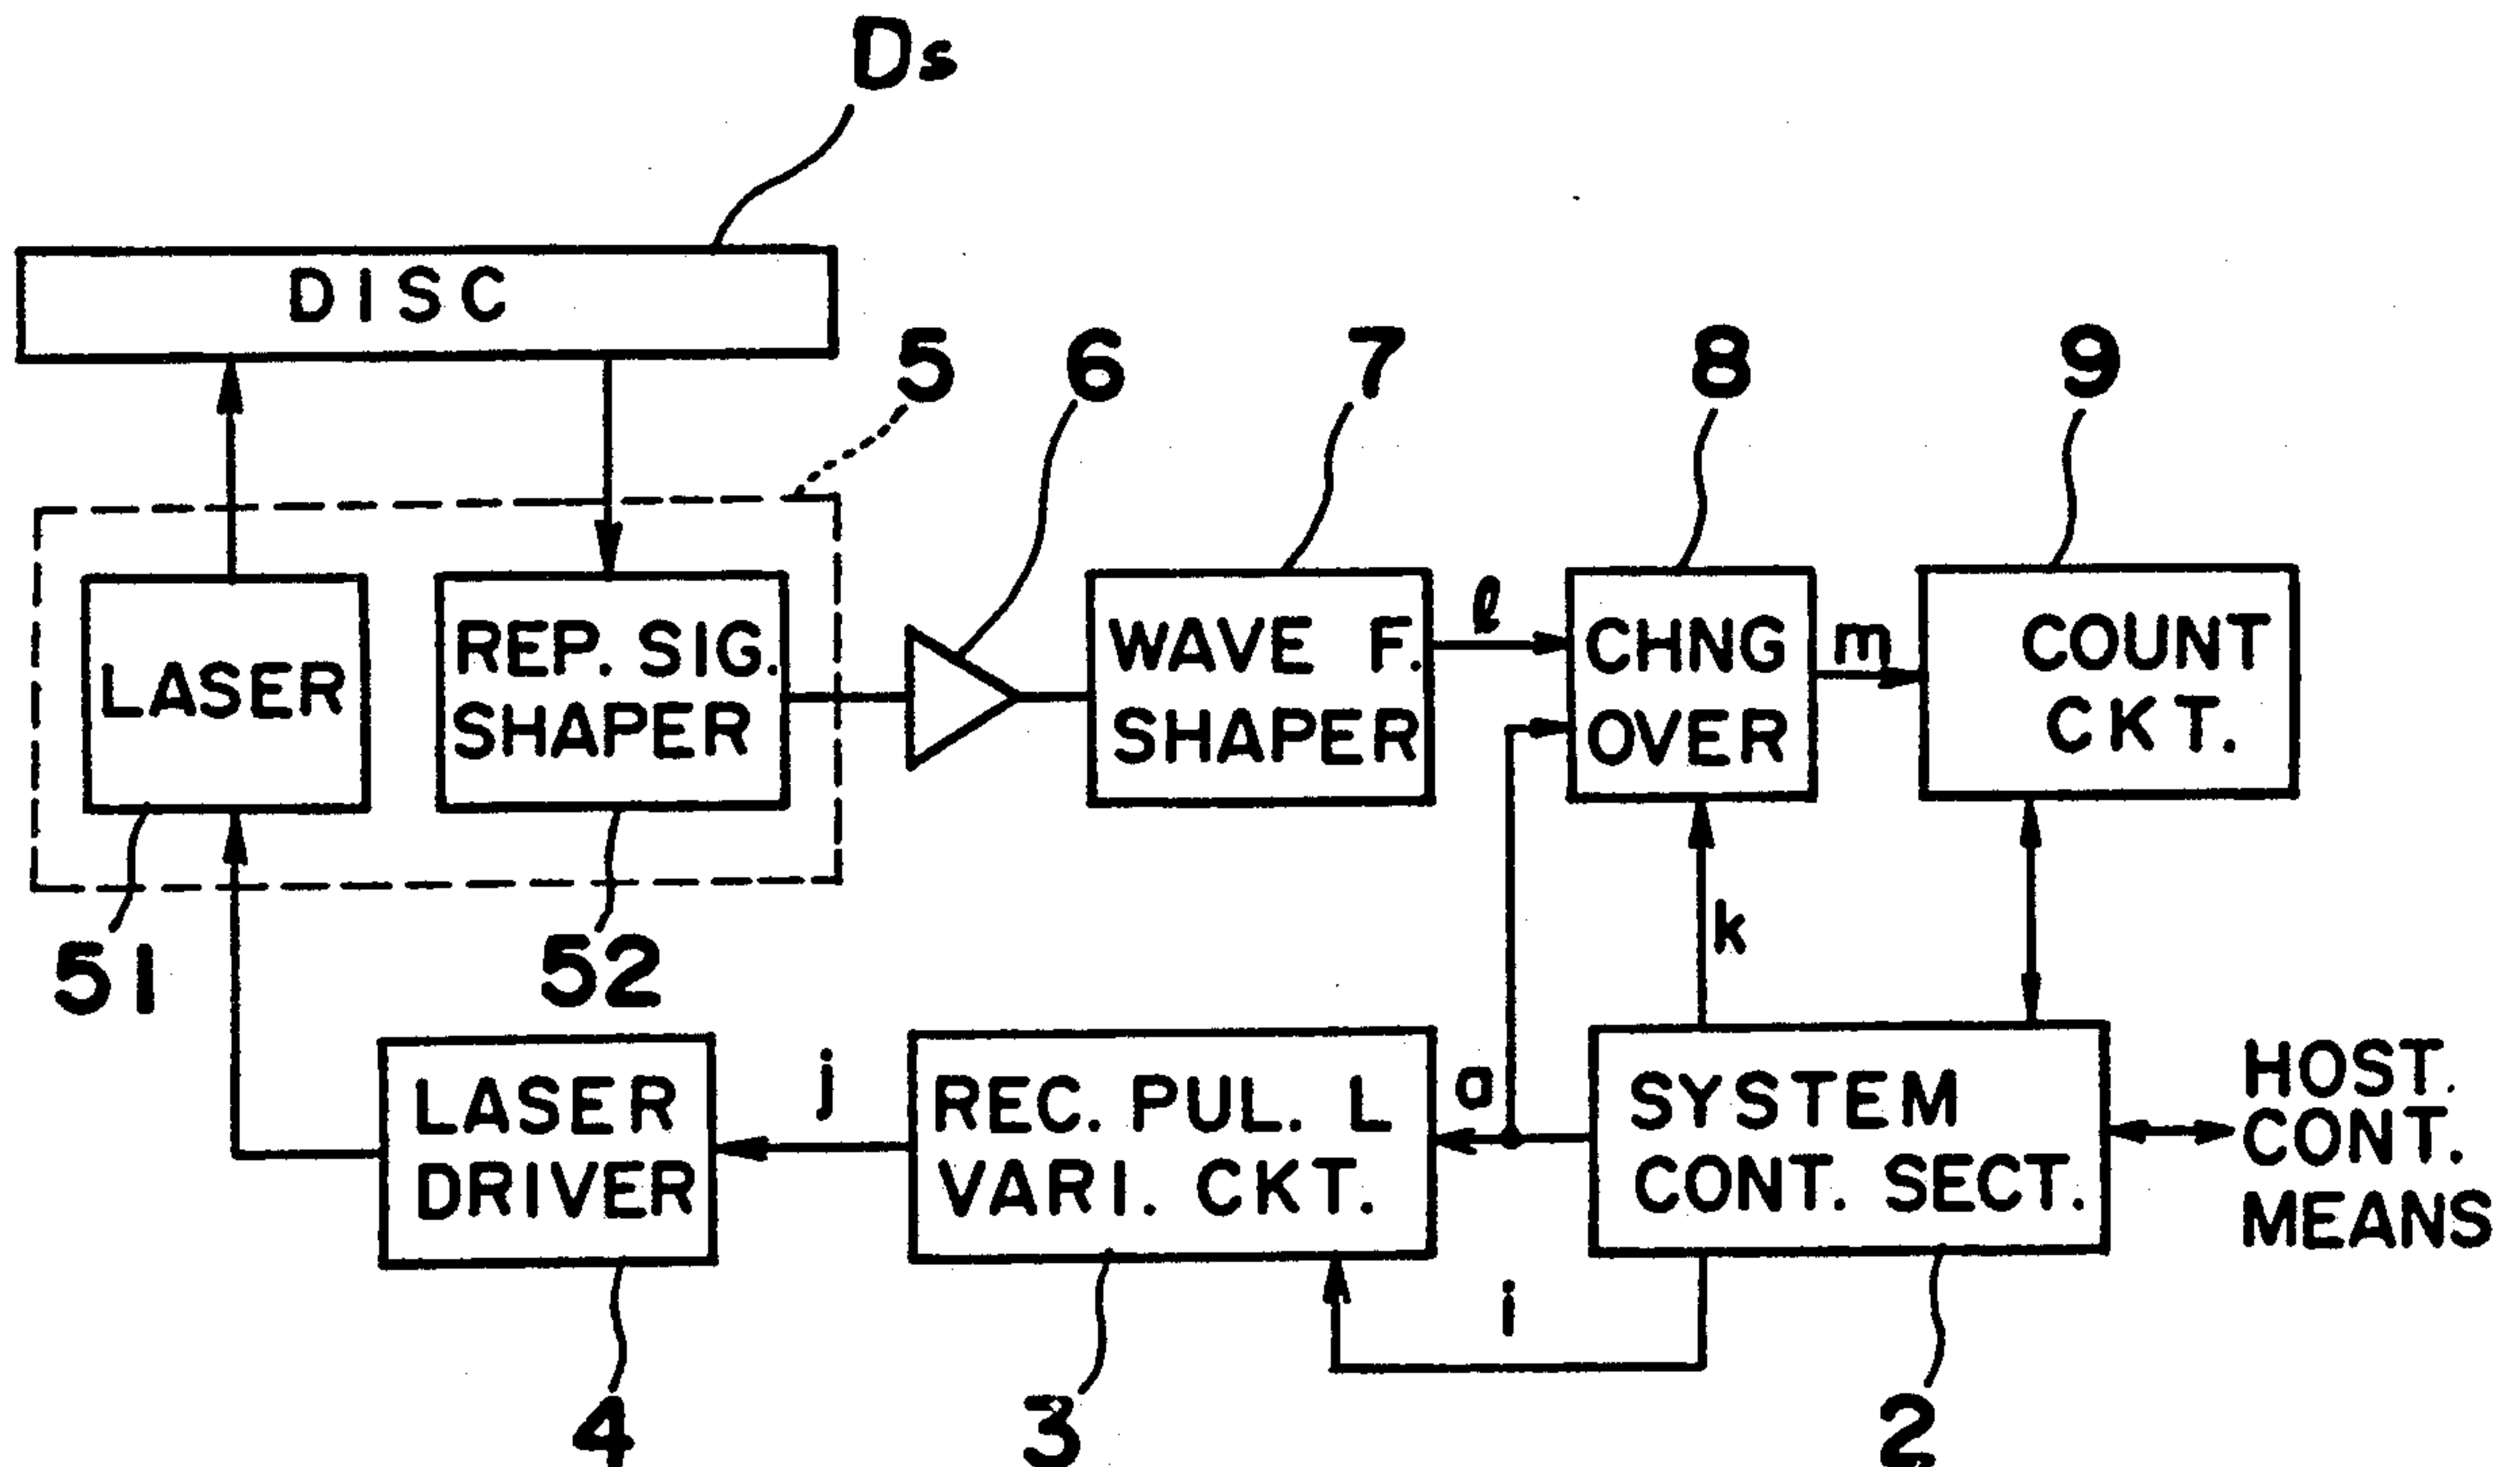 Ds
DISC
5
6
7
8
9
LASER
REP. SIG.
SHAPER
WAVE F.
SHAPER
ℓ
CHNG
OVER
m
COUNT
CKT.
51
52
k
LASER
DRIVER
j
REC. PUL. L
VARI. CKT.
a
SYSTEM
CONT. SECT.
HOST.
CONT.
MEANS
i
4
3
2